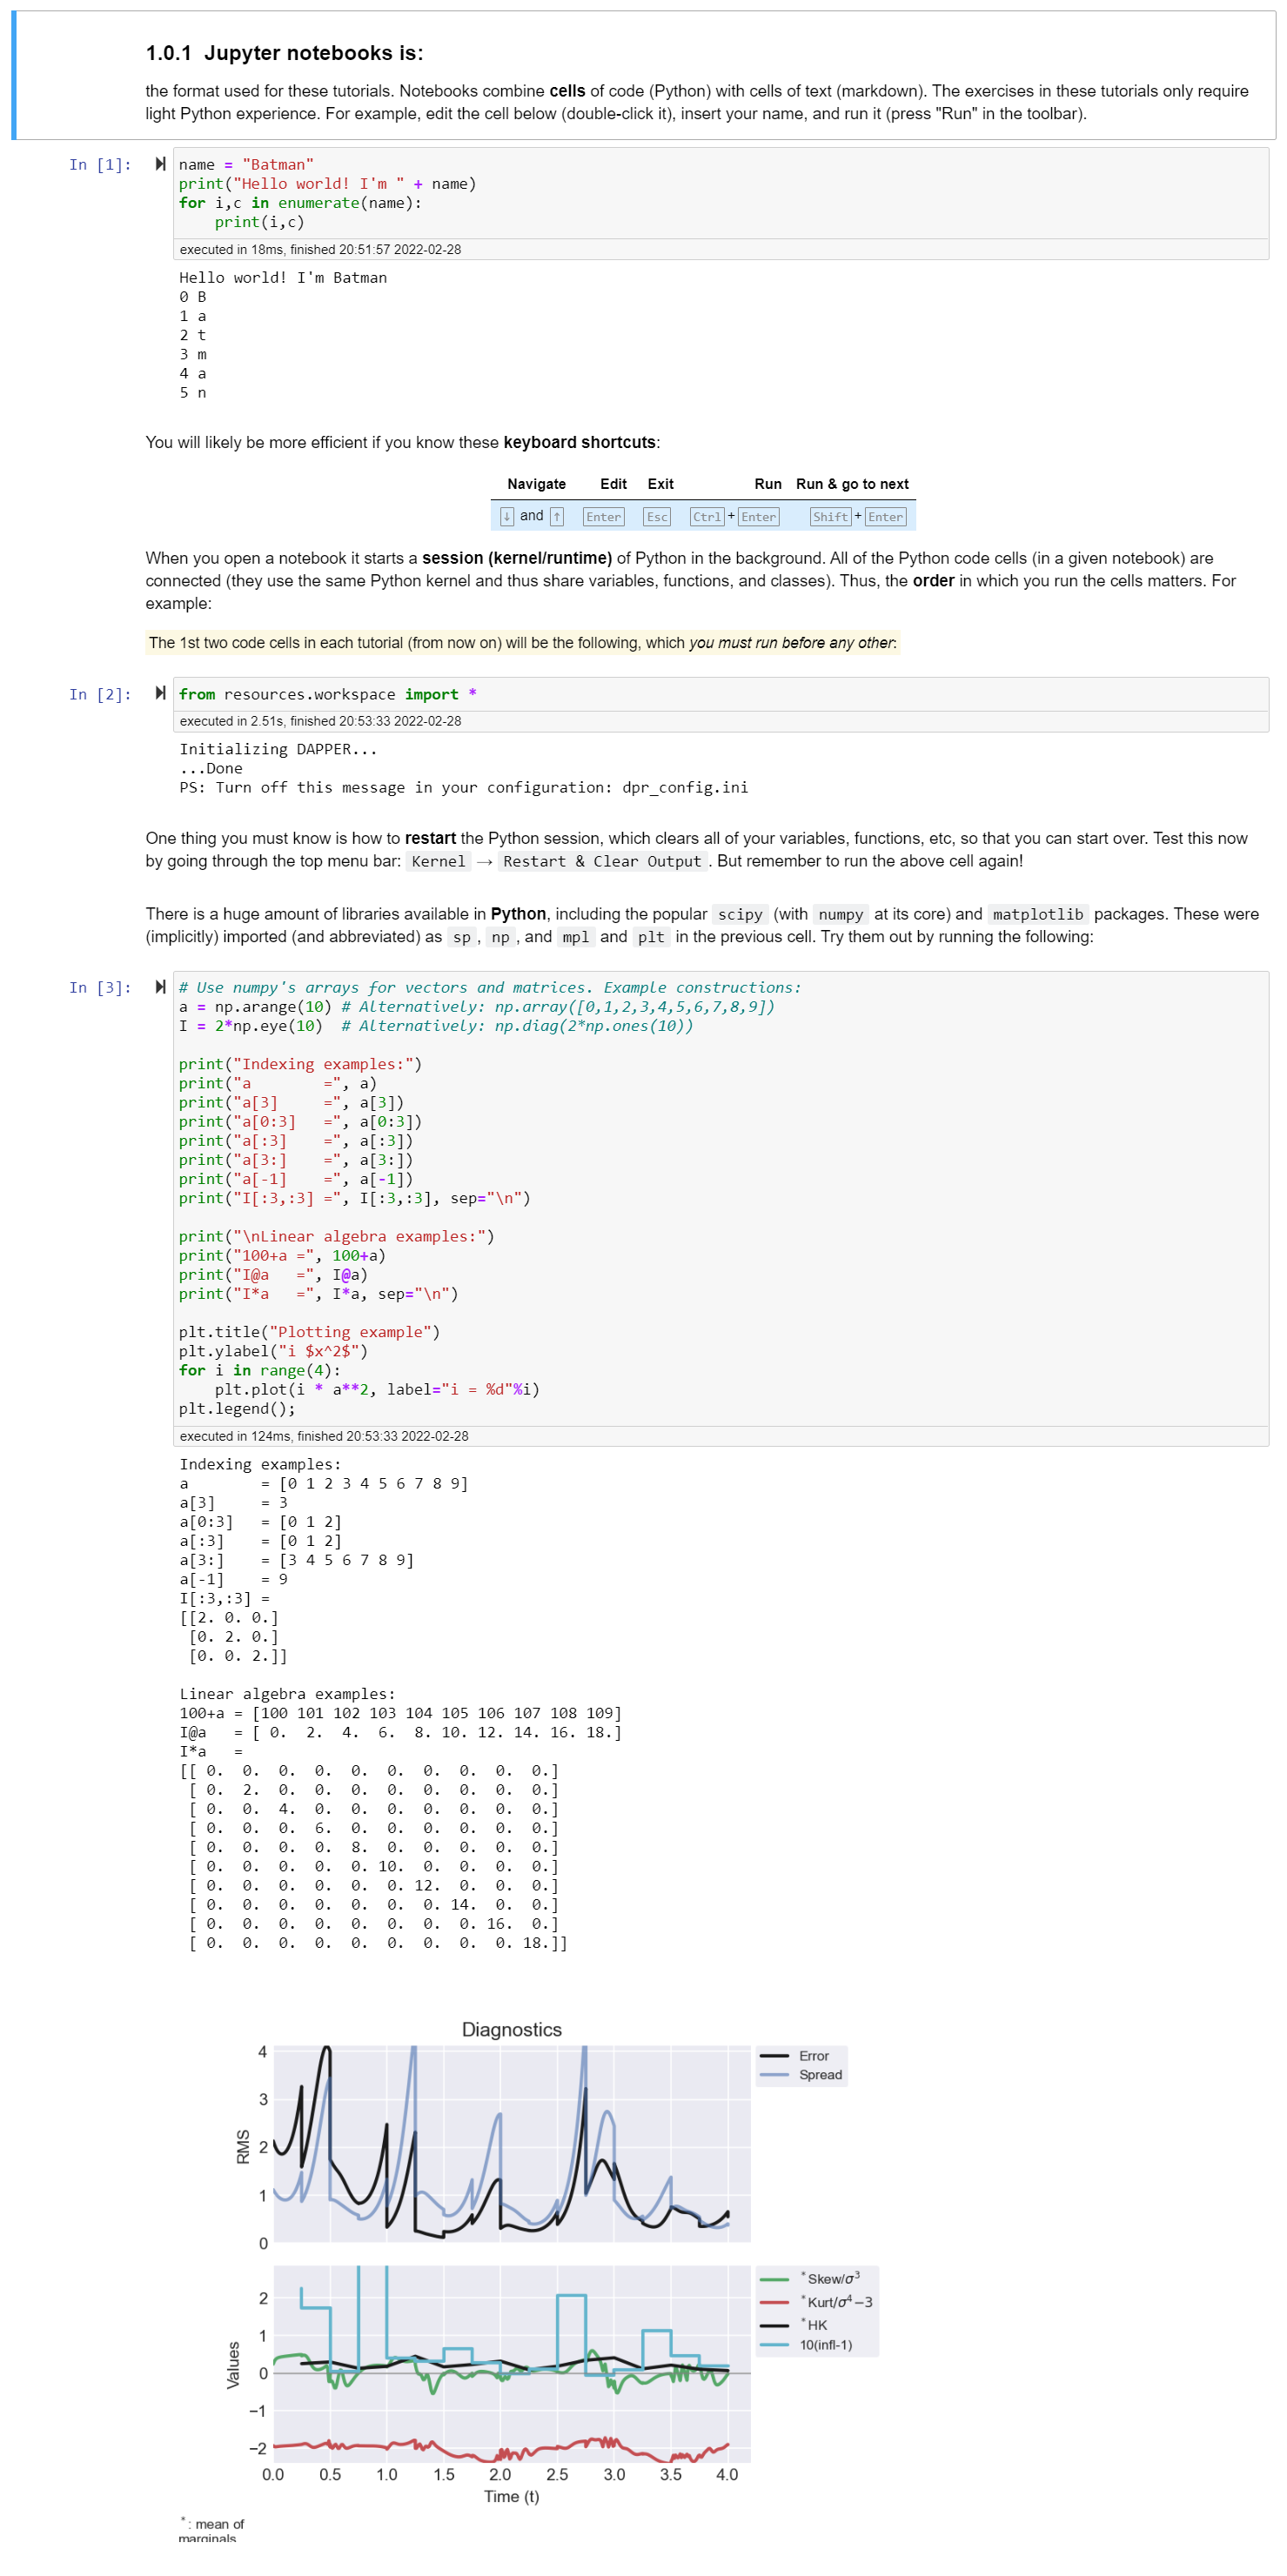 1.0.1 Jupyter notebooks is:
the format used for these tutorials. Notebooks combine cells of code (Python) with cells of text (markdown). The exercises in these tutorials only require
light Python experience. For example, edit the cell below (double-click it), insert your name, and run it (press "Run" in the toolbar).
In [1]:
name = "Batman"
print("Hello world! I'm " + name)
for i,c in enumerate(name):
    print(i,c)
executed in 18ms, finished 20:51:57 2022-02-28
Hello world! I'm Batman
0 B
1 a
2 t
3 m
4 a
5 n
You will likely be more efficient if you know these keyboard shortcuts:
Navigate Edit Exit Run Run & go to next
↓ and ↑ Enter Esc Ctrl + Enter Shift + Enter
When you open a notebook it starts a session (kernel/runtime) of Python in the background. All of the Python code cells (in a given notebook) are
connected (they use the same Python kernel and thus share variables, functions, and classes). Thus, the order in which you run the cells matters. For
example:
The 1st two code cells in each tutorial (from now on) will be the following, which you must run before any other:
In [2]:
from resources.workspace import *
executed in 2.51s, finished 20:53:33 2022-02-28
Initializing DAPPER...
...Done
PS: Turn off this message in your configuration: dpr_config.ini
One thing you must know is how to restart the Python session, which clears all of your variables, functions, etc, so that you can start over. Test this now
by going through the top menu bar: Kernel → Restart & Clear Output . But remember to run the above cell again!
There is a huge amount of libraries available in Python, including the popular scipy (with numpy at its core) and matplotlib packages. These were
(implicitly) imported (and abbreviated) as sp , np , and mpl and plt in the previous cell. Try them out by running the following:
In [3]:
# Use numpy's arrays for vectors and matrices. Example constructions:
a = np.arange(10) # Alternatively: np.array([0,1,2,3,4,5,6,7,8,9])
I = 2*np.eye(10)  # Alternatively: np.diag(2*np.ones(10))
print("Indexing examples:")
print("a        =", a)
print("a[3]     =", a[3])
print("a[0:3]   =", a[0:3])
print("a[:3]    =", a[:3])
print("a[3:]    =", a[3:])
print("a[-1]    =", a[-1])
print("I[:3,:3] =", I[:3,:3], sep="\n")
print("\nLinear algebra examples:")
print("100+a =", 100+a)
print("I@a   =", I@a)
print("I*a   =", I*a, sep="\n")
plt.title("Plotting example")
plt.ylabel("i $x^2$")
for i in range(4):
    plt.plot(i * a**2, label="i = %d"%i)
plt.legend();
executed in 124ms, finished 20:53:33 2022-02-28
Indexing examples:
a        = [0 1 2 3 4 5 6 7 8 9]
a[3]     = 3
a[0:3]   = [0 1 2]
a[:3]    = [0 1 2]
a[3:]    = [3 4 5 6 7 8 9]
a[-1]    = 9
I[:3,:3] =
[[2. 0. 0.]
 [0. 2. 0.]
 [0. 0. 2.]]
Linear algebra examples:
100+a = [100 101 102 103 104 105 106 107 108 109]
I@a   = [ 0.  2.  4.  6.  8. 10. 12. 14. 16. 18.]
I*a   =
[[ 0.  0.  0.  0.  0.  0.  0.  0.  0.  0.]
 [ 0.  2.  0.  0.  0.  0.  0.  0.  0.  0.]
 [ 0.  0.  4.  0.  0.  0.  0.  0.  0.  0.]
 [ 0.  0.  0.  6.  0.  0.  0.  0.  0.  0.]
 [ 0.  0.  0.  0.  8.  0.  0.  0.  0.  0.]
 [ 0.  0.  0.  0.  0. 10.  0.  0.  0.  0.]
 [ 0.  0.  0.  0.  0.  0. 12.  0.  0.  0.]
 [ 0.  0.  0.  0.  0.  0.  0. 14.  0.  0.]
 [ 0.  0.  0.  0.  0.  0.  0.  0. 16.  0.]
 [ 0.  0.  0.  0.  0.  0.  0.  0.  0. 18.]]
Diagnostics
4
3
2
1
0
RMS
Error
Spread
2
1
0
−1
−2
Values
*Skew/σ³
*Kurt/σ⁴−3
*HK
10(infl-1)
0.0 0.5 1.0 1.5 2.0 2.5 3.0 3.5 4.0
Time (t)
*: mean of
marginals